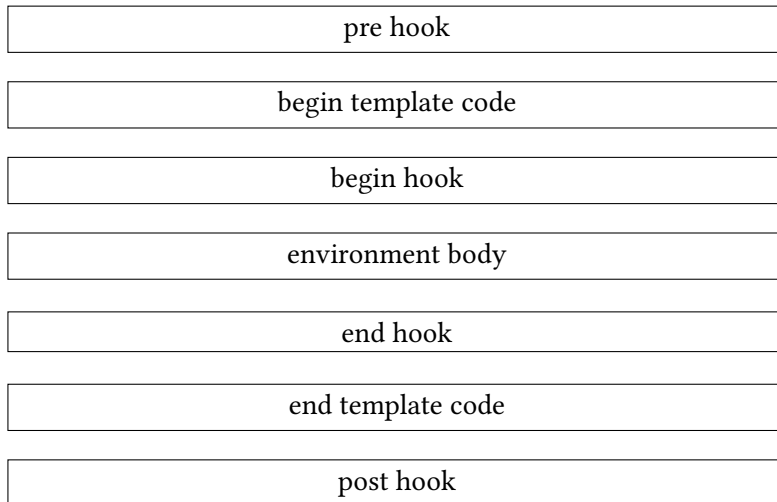 pre hook
begin template code
begin hook
environment body
end hook
end template code
post hook